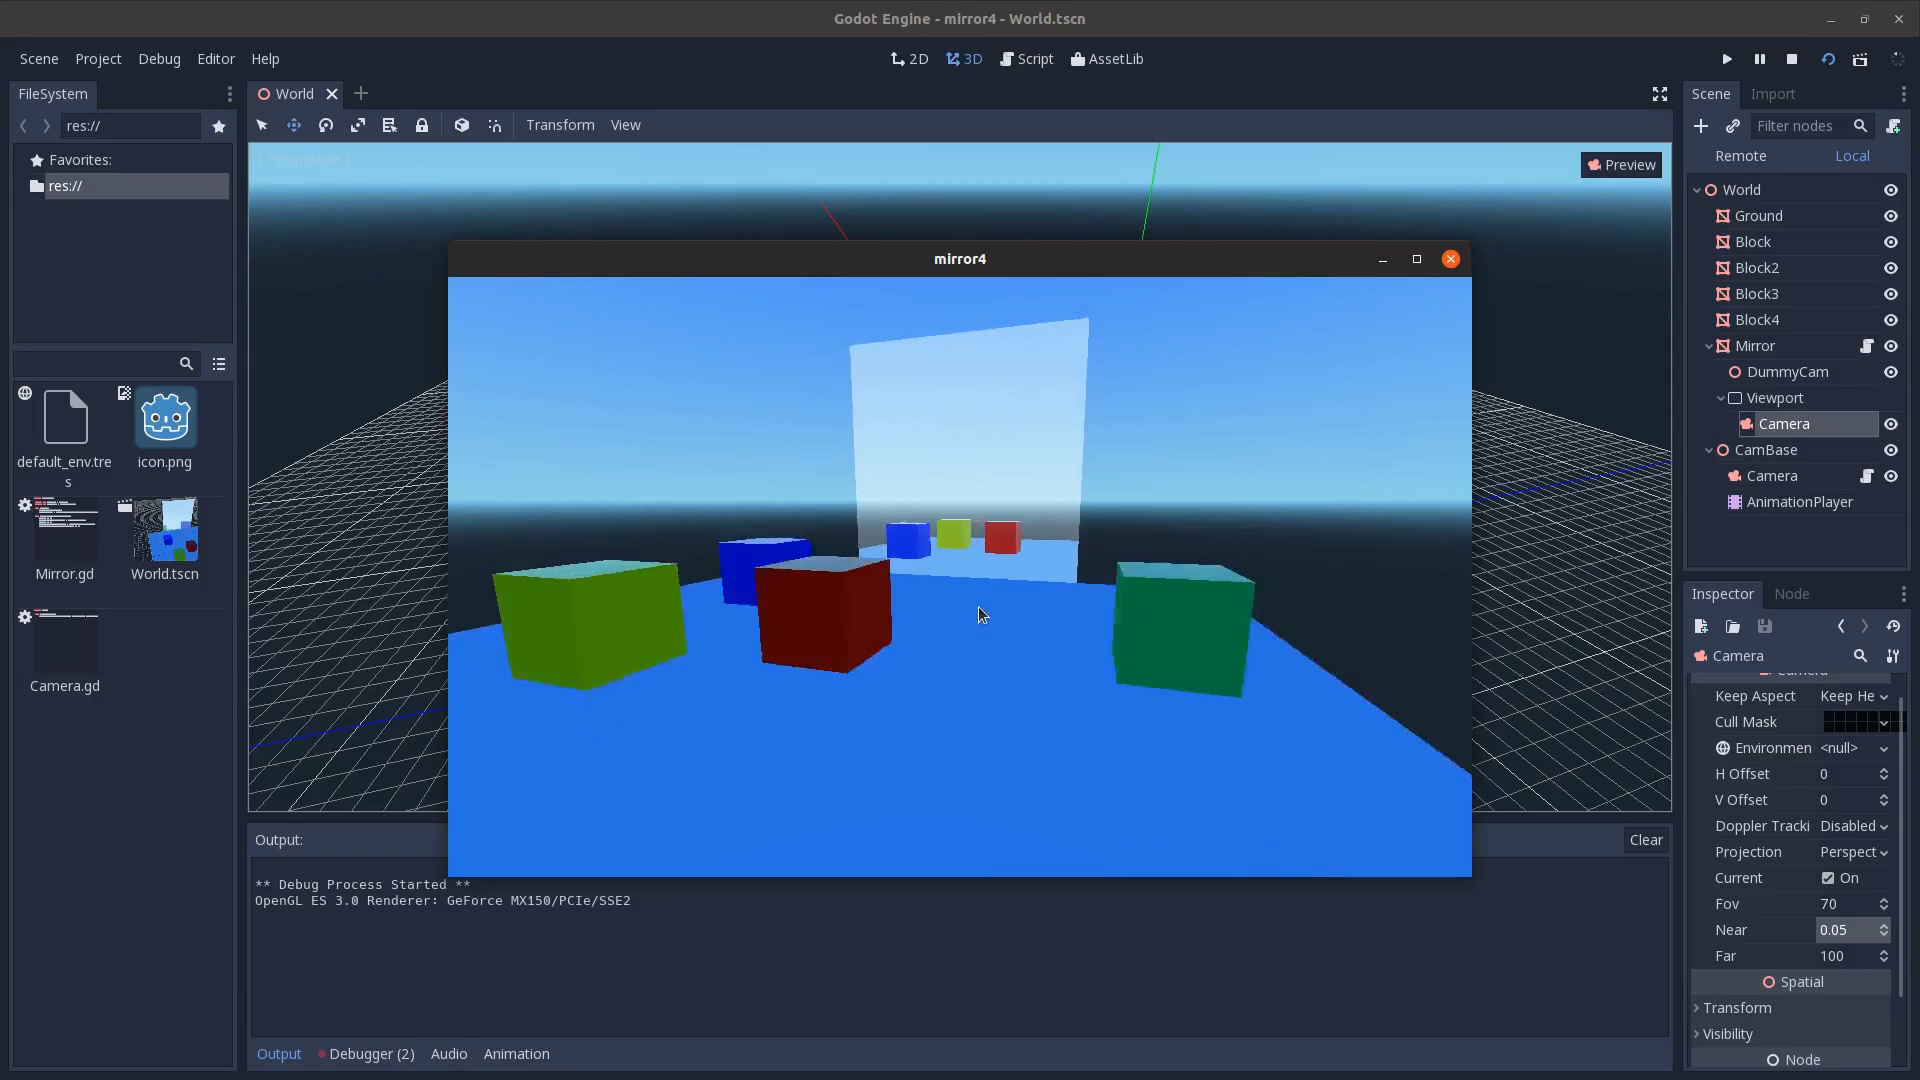 Godot Engine - mirror4 - World.tscn
Scene Project Debug Editor Help
2D 3D Script AssetLib
FileSystem
res://
Favorites:
res://
default_env.tre
s
icon.png
Mirror.gd
World.tscn
Camera.gd
World
Transform View
[ Perspective ]
Preview
mirror4
Output:
Clear
** Debug Process Started **
OpenGL ES 3.0 Renderer: GeForce MX150/PCIe/SSE2
Output Debugger (2) Audio Animation
Scene Import
Filter nodes
Remote Local
World
Ground
Block
Block2
Block3
Block4
Mirror
DummyCam
Viewport
Camera
CamBase
Camera
AnimationPlayer
Inspector Node
Camera
Camera
Keep Aspect Keep He
Cull Mask
Environmen <null>
H Offset 0
V Offset 0
Doppler Tracki Disabled
Projection Perspect
Current On
Fov 70
Near 0.05
Far 100
Spatial
Transform
Visibility
Node